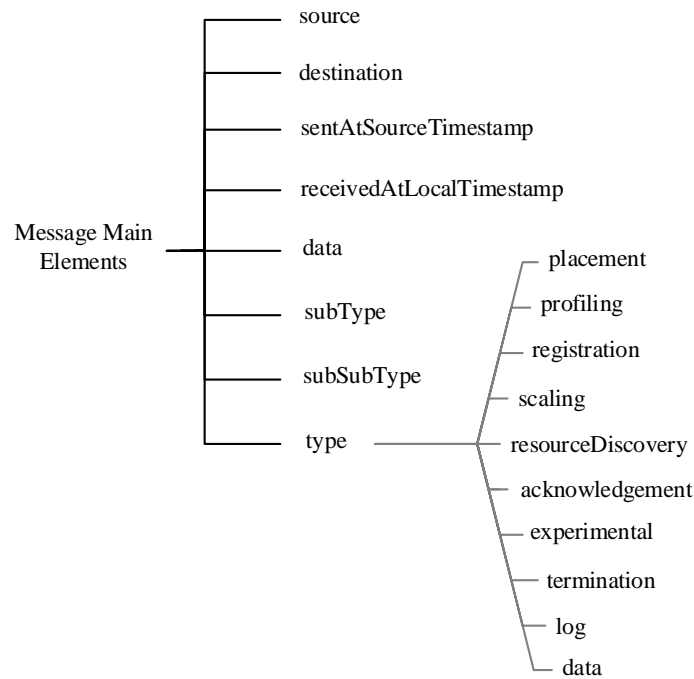 source
destination
sentAtSourceTimestamp
receivedAtLocalTimestamp
Message Main
Elements
data
subType
subSubType
type
placement
profiling
registration
scaling
resourceDiscovery
acknowledgement
experimental
termination
log
data